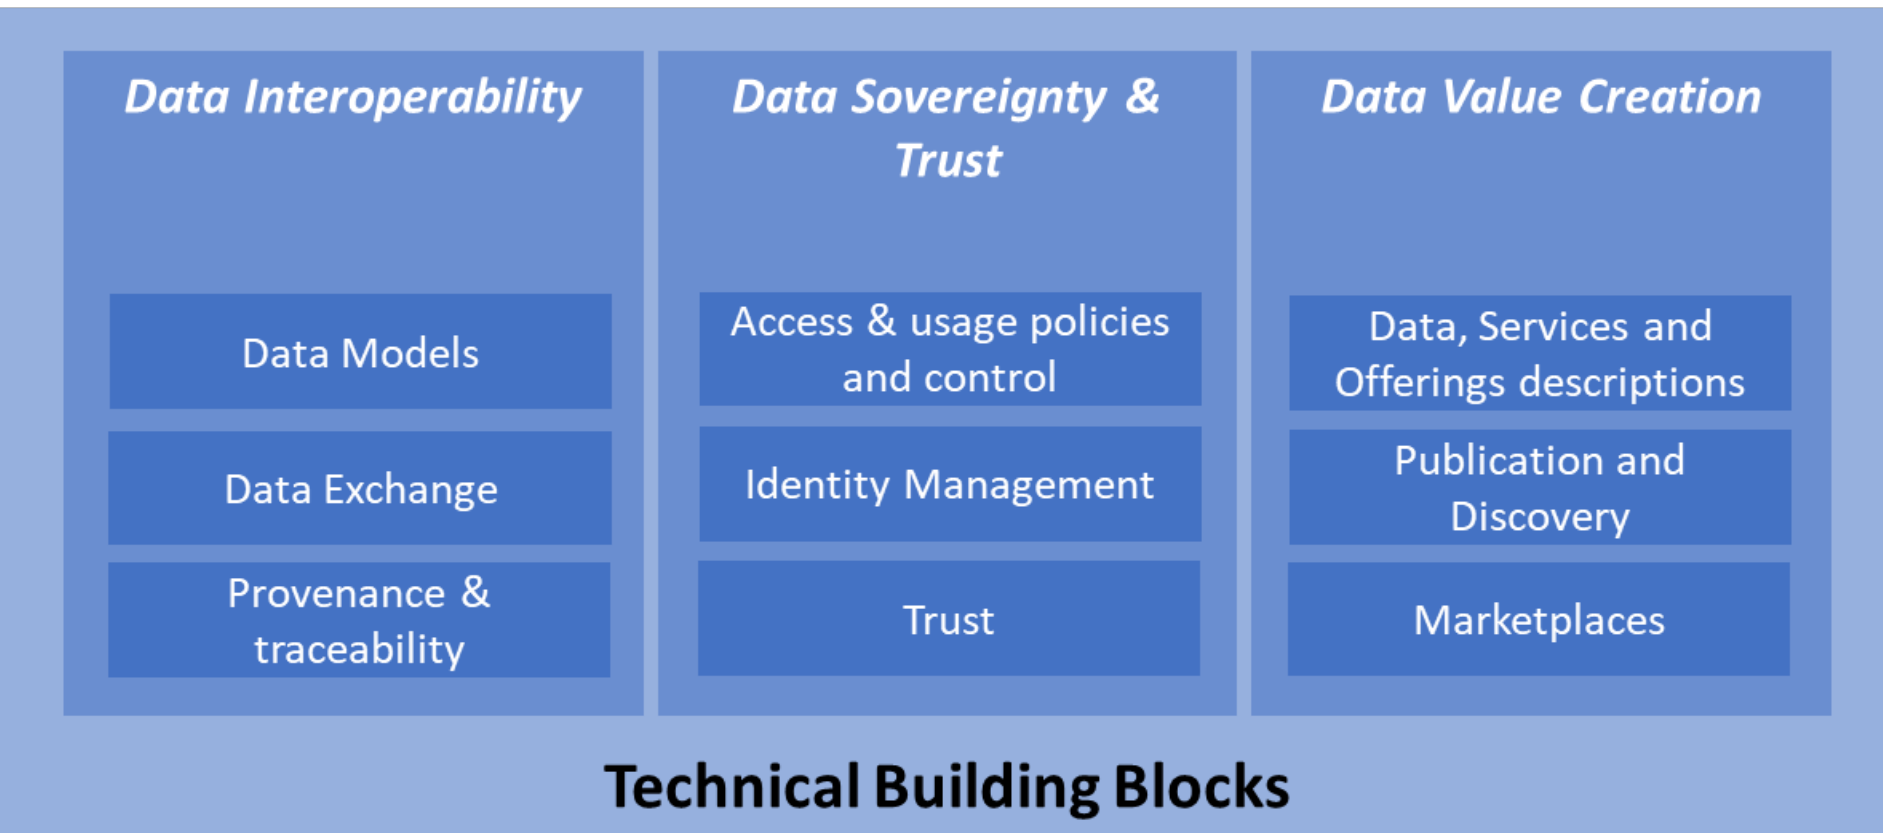 Data Interoperability
Data Models
Data Exchange
Provenance &
traceability
Data Sovereignty &
Trust
Access & usage policies
and control
Identity Management
Trust
Data Value Creation
Data, Services and
Offerings descriptions
Publication and
Discovery
Marketplaces
Technical Building Blocks